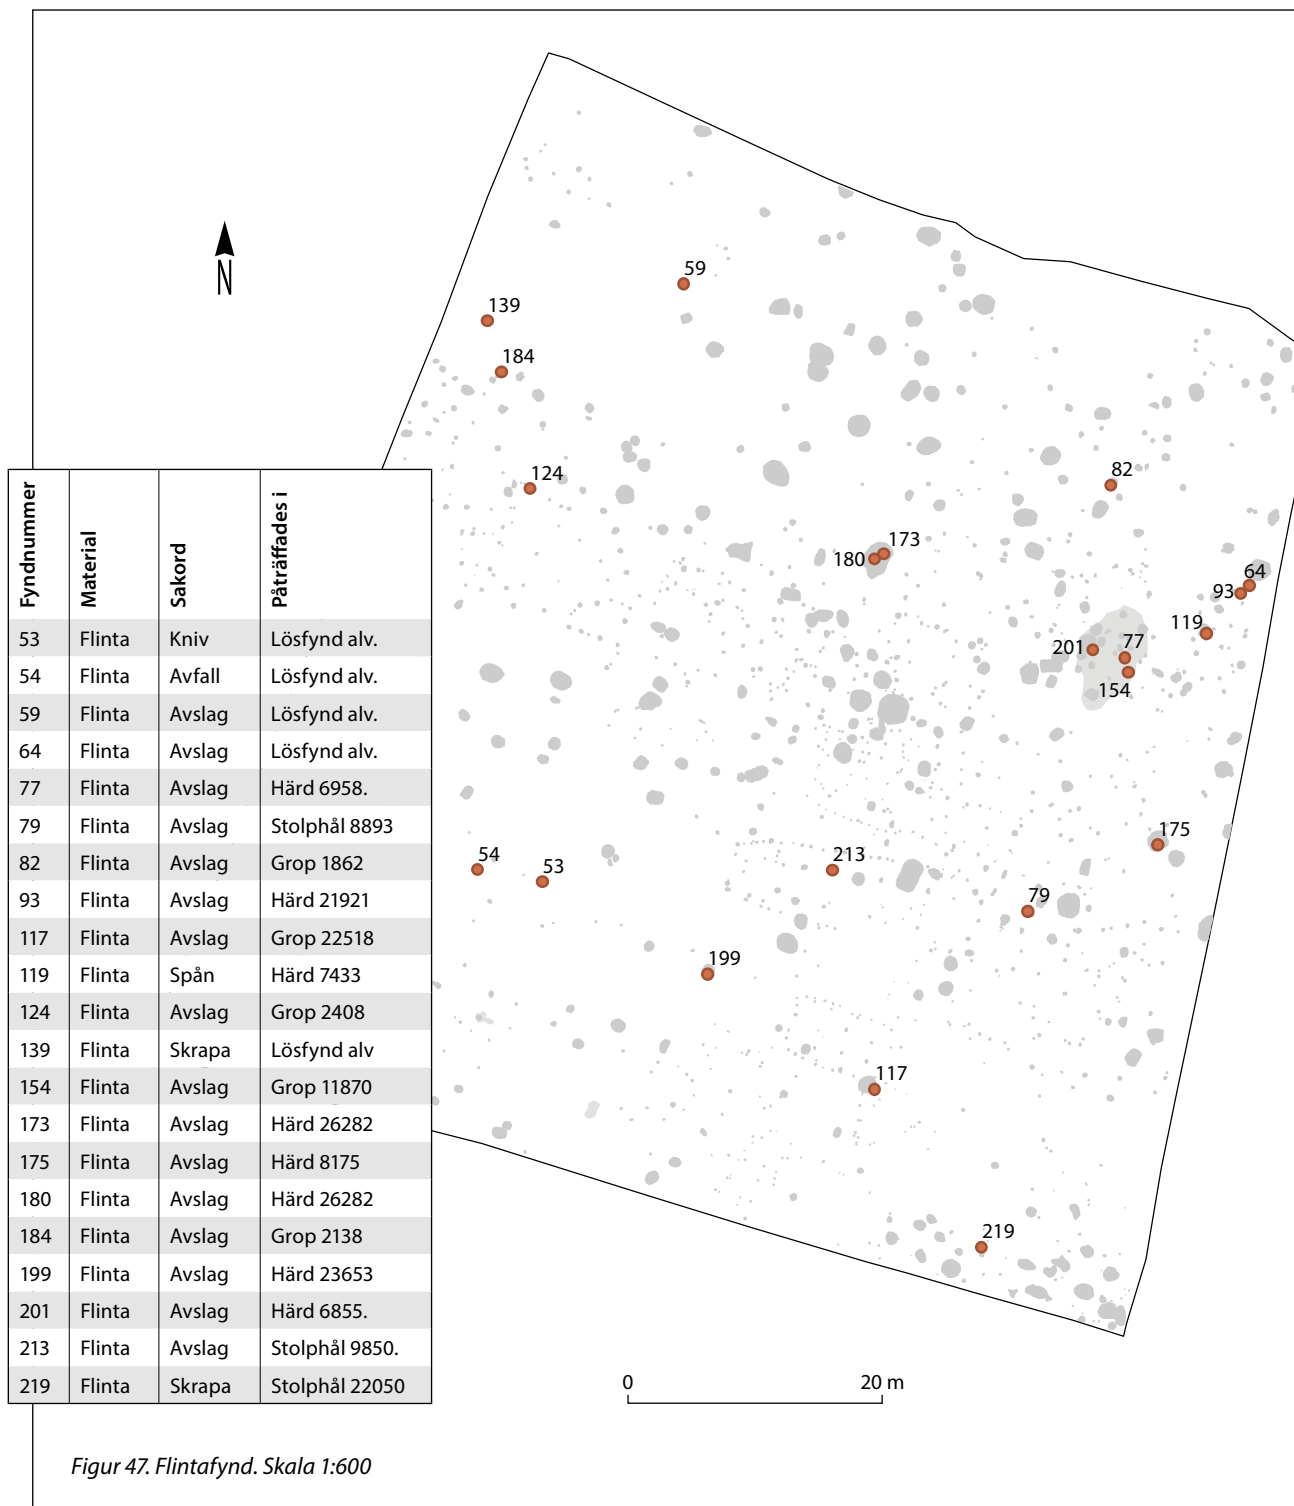 N
59
139
184
124
82
173
180
64
93
119
201
77
154
175
54
53
213
79
199
117
219
Fyndnummer Material Sakord Påträffades i
53 Flinta Kniv Lösfynd alv.
54 Flinta Avfall Lösfynd alv.
59 Flinta Avslag Lösfynd alv.
64 Flinta Avslag Lösfynd alv.
77 Flinta Avslag Härd 6958.
79 Flinta Avslag Stolphål 8893
82 Flinta Avslag Grop 1862
93 Flinta Avslag Härd 21921
117 Flinta Avslag Grop 22518
119 Flinta Spån Härd 7433
124 Flinta Avslag Grop 2408
139 Flinta Skrapa Lösfynd alv
154 Flinta Avslag Grop 11870
173 Flinta Avslag Härd 26282
175 Flinta Avslag Härd 8175
180 Flinta Avslag Härd 26282
184 Flinta Avslag Grop 2138
199 Flinta Avslag Härd 23653
201 Flinta Avslag Härd 6855.
213 Flinta Avslag Stolphål 9850.
219 Flinta Skrapa Stolphål 22050
0 20 m
Figur 47. Flintafynd. Skala 1:600